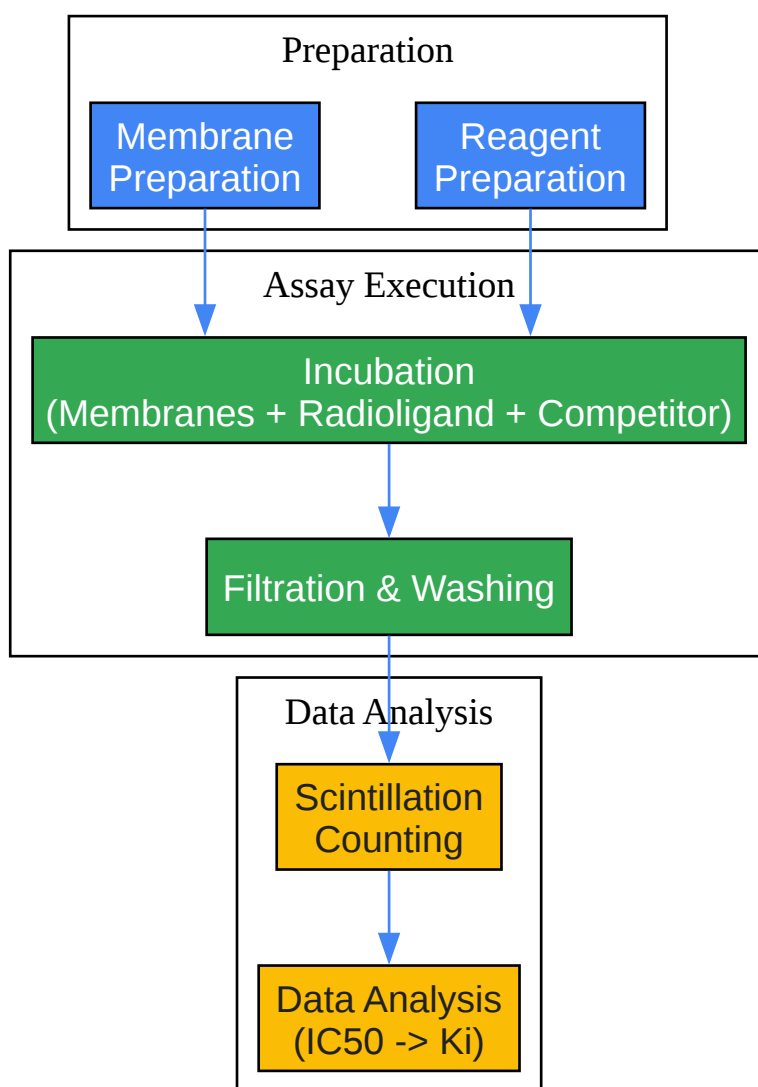 Preparation
Membrane
Preparation
Reagent
Preparation
Assay Execution
Incubation
(Membranes + Radioligand + Competitor)
Filtration & Washing
Data Analysis
Scintillation
Counting
Data Analysis
(IC50 -> Ki)